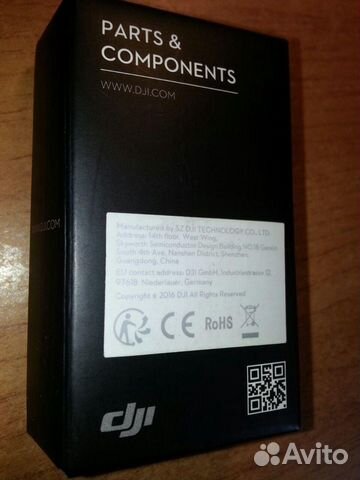 PARTS &
COMPONENTS
WWW.DJI.COM
Manufactured by SZ DJI TECHNOLOGY CO., LTD.
Address: 14th floor, West Wing,
Skyworth Semiconductor Design Building, NO.18 Gaoxin
South 4th Ave, Nanshan District, Shenzhen,
Guangdong, China
EU contact address: DJI GmbH, Industriestrasse 12,
97618, Niederlauer, Germany
Copyright © 2016 DJI All Rights Reserved
CE RoHS
dji
.DJI.COM
Avito